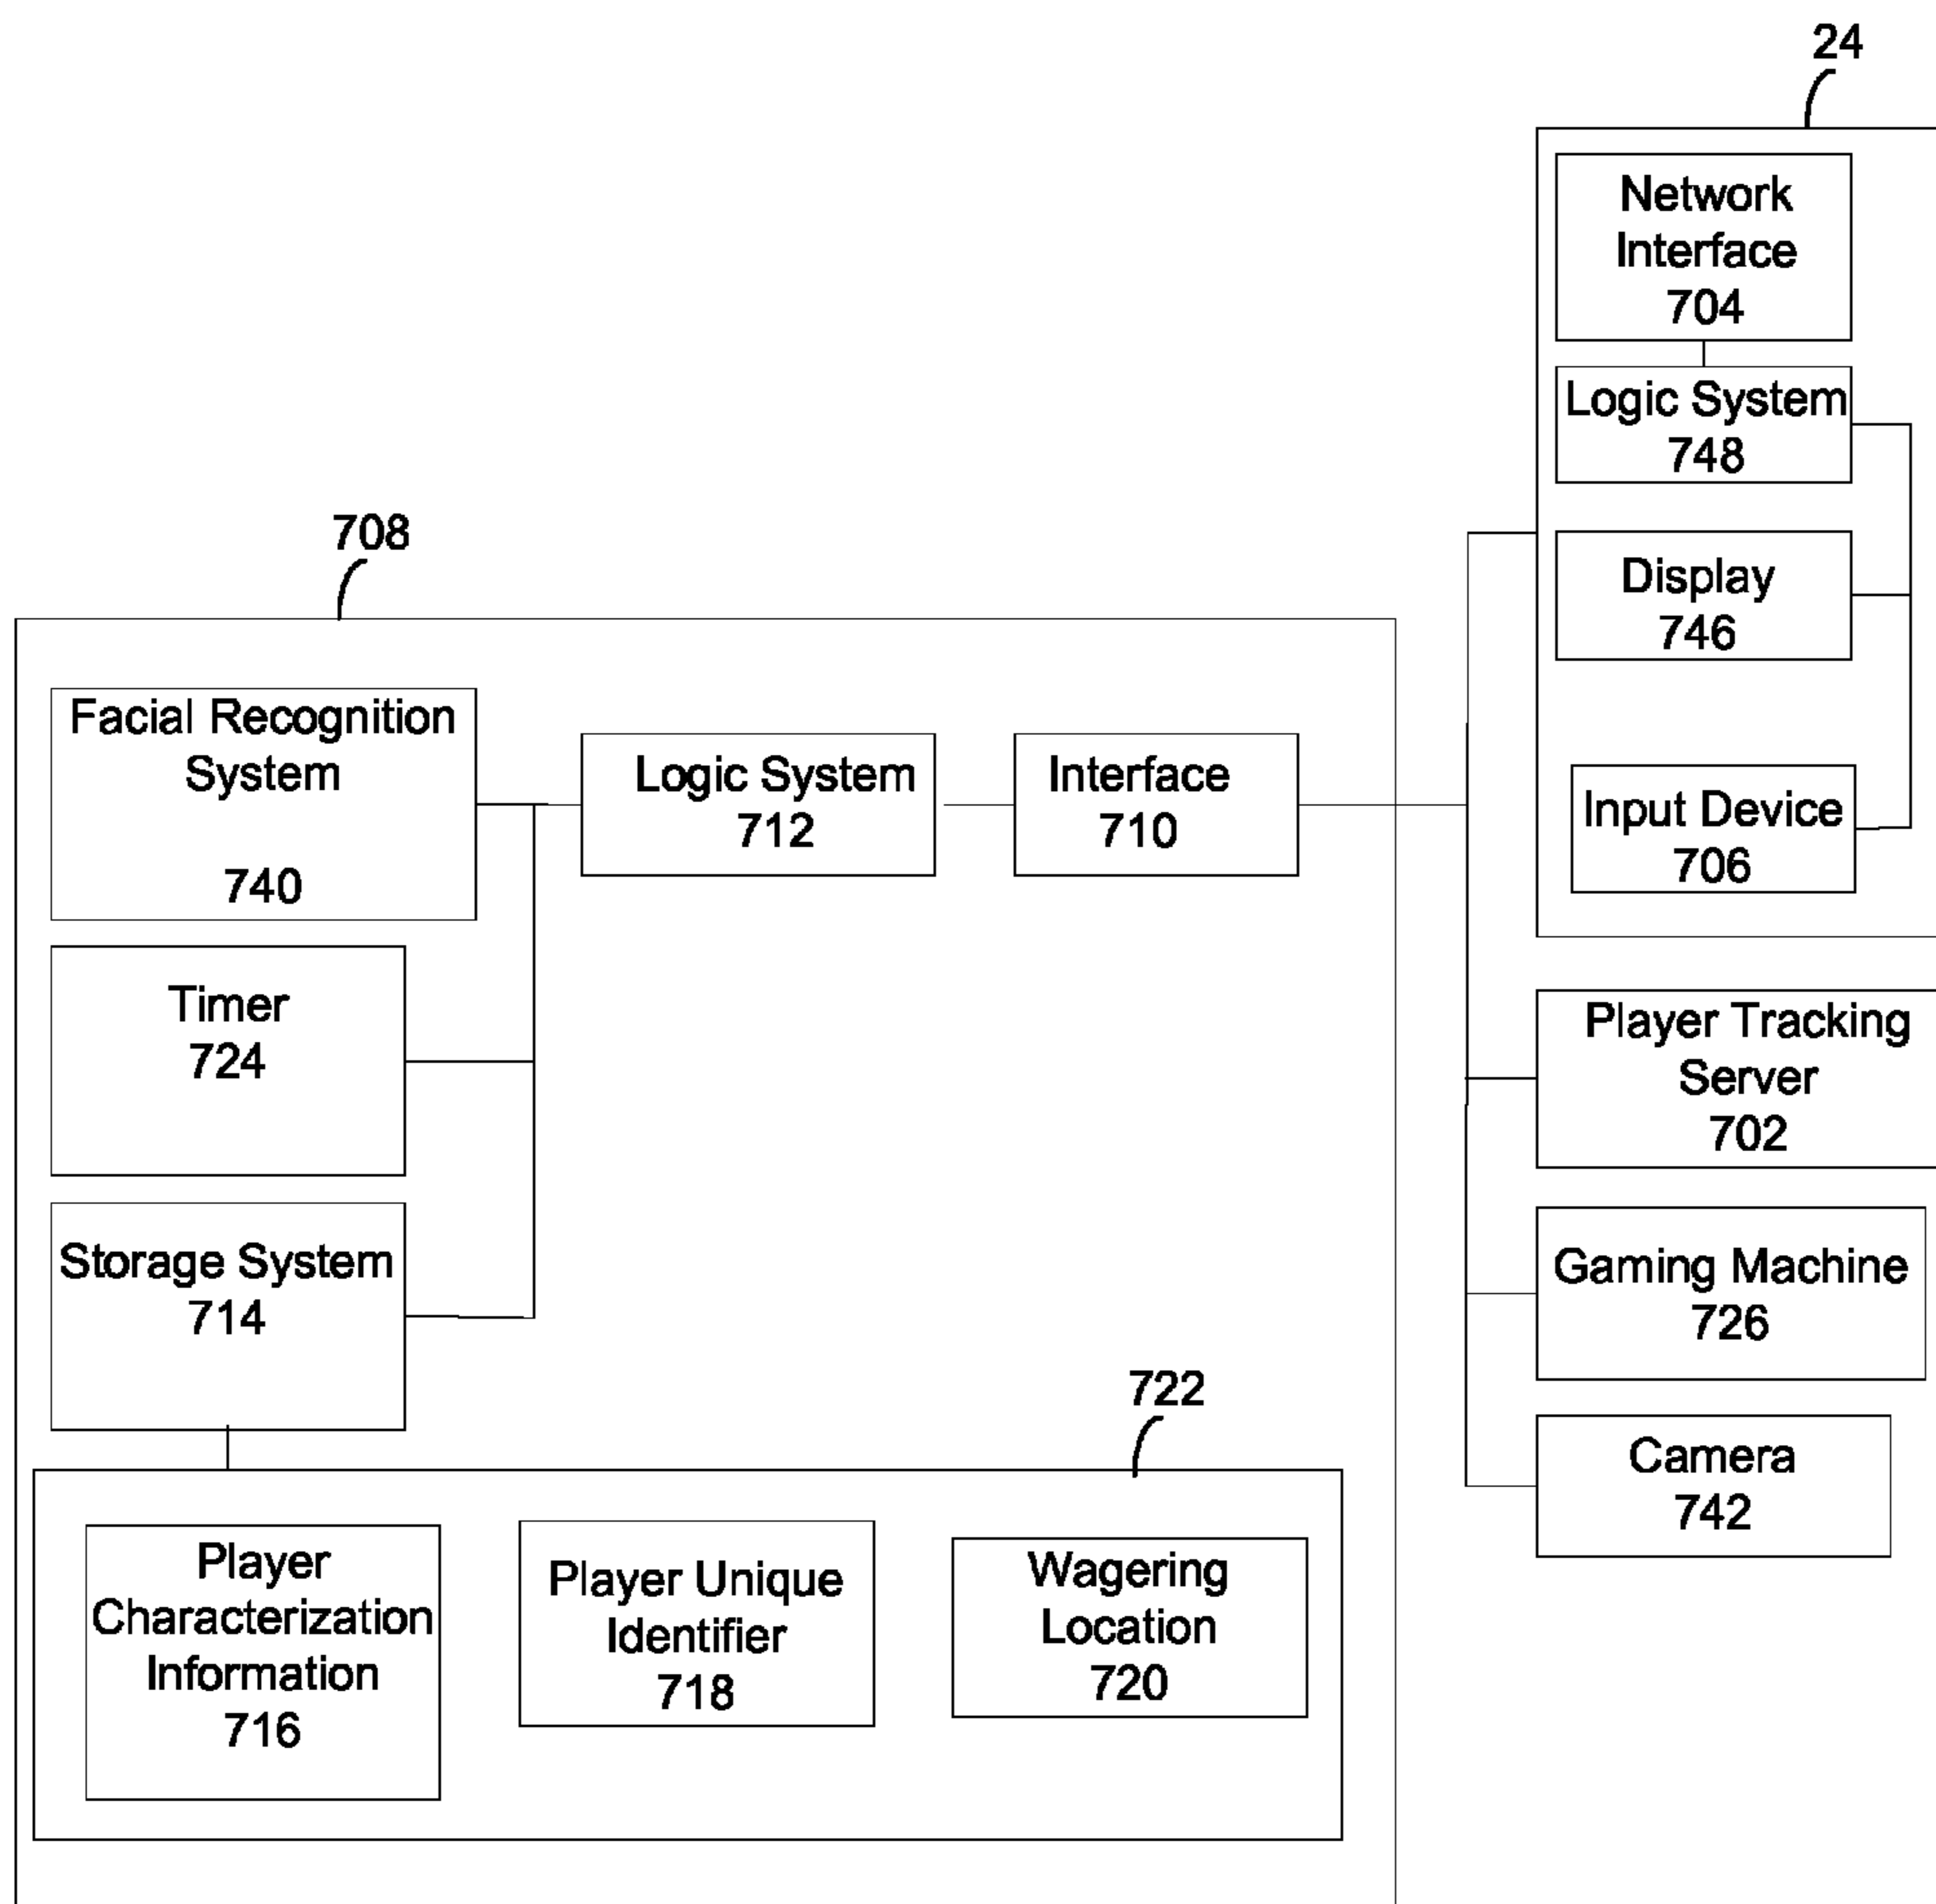 24
Network
Interface
704
Logic System
748
Display
746
Input Device
706
708
Facial Recognition
System
740
Logic System
712
Interface
710
Timer
724
Storage System
714
Player Tracking
Server
702
Gaming Machine
726
Camera
742
722
Player
Characterization
Information
716
Player Unique
Identifier
718
Wagering
Location
720